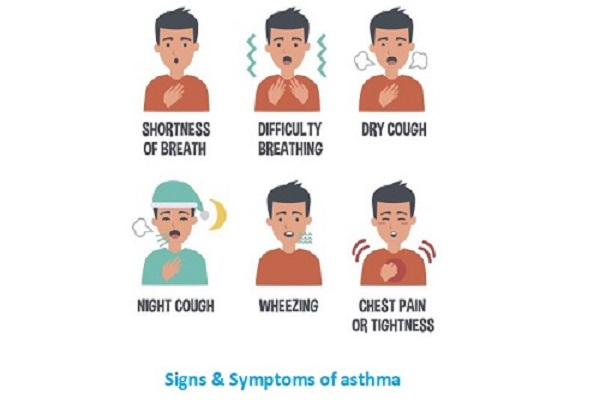 SHORTNESS
OF BREATH
DIFFICULTY
BREATHING
DRY COUGH
NIGHT COUGH
WHEEZING
CHEST PAIN
OR TIGHTNESS
Signs & Symptoms of asthma